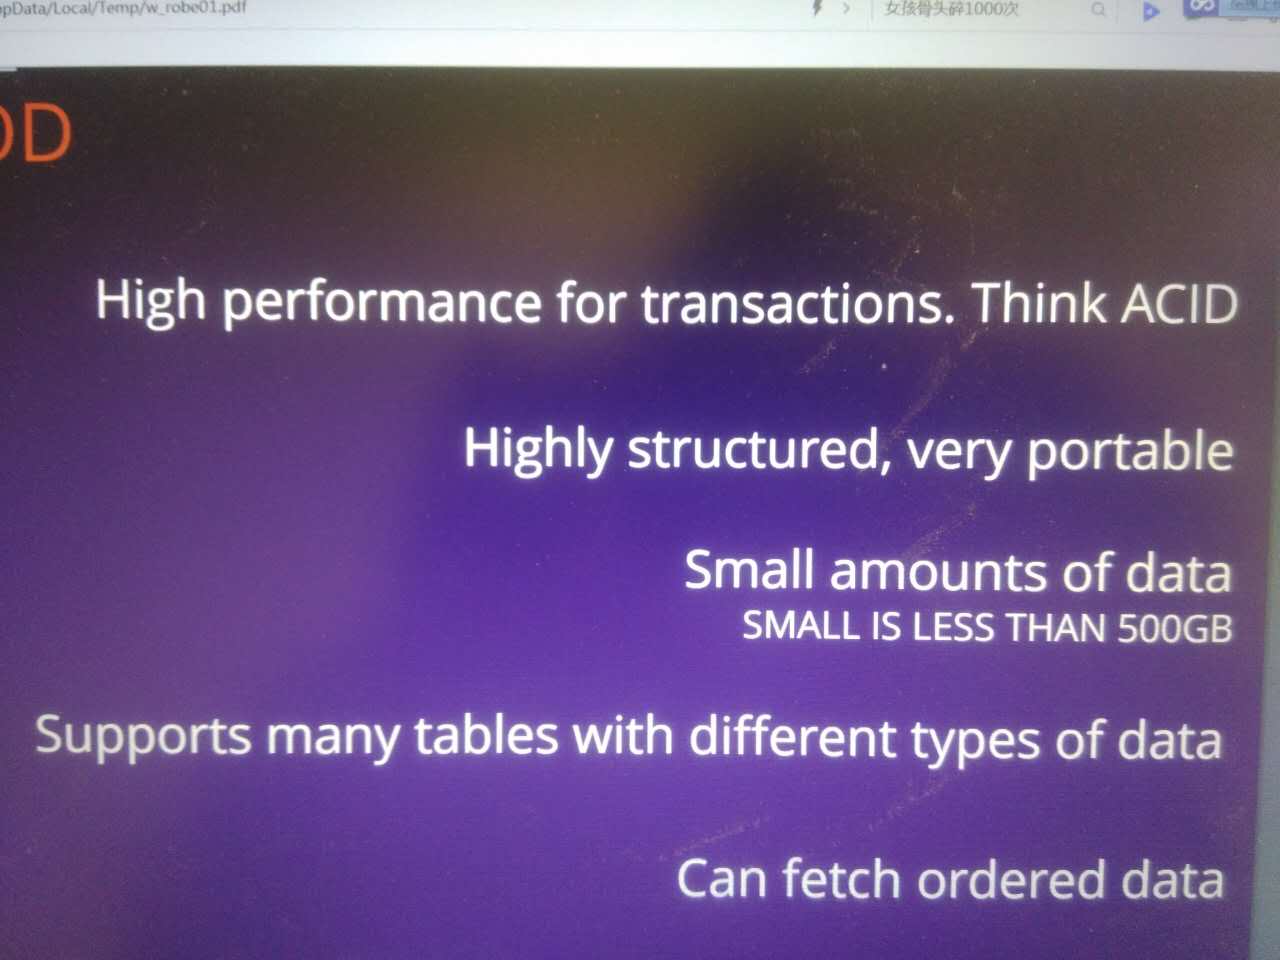 ppData/Local/Temp/w_robe01.pdf
女孩骨头碎1000次
OD
High performance for transactions. Think ACID
Highly structured, very portable
Small amounts of data
SMALL IS LESS THAN 500GB
Supports many tables with different types of data
Can fetch ordered data